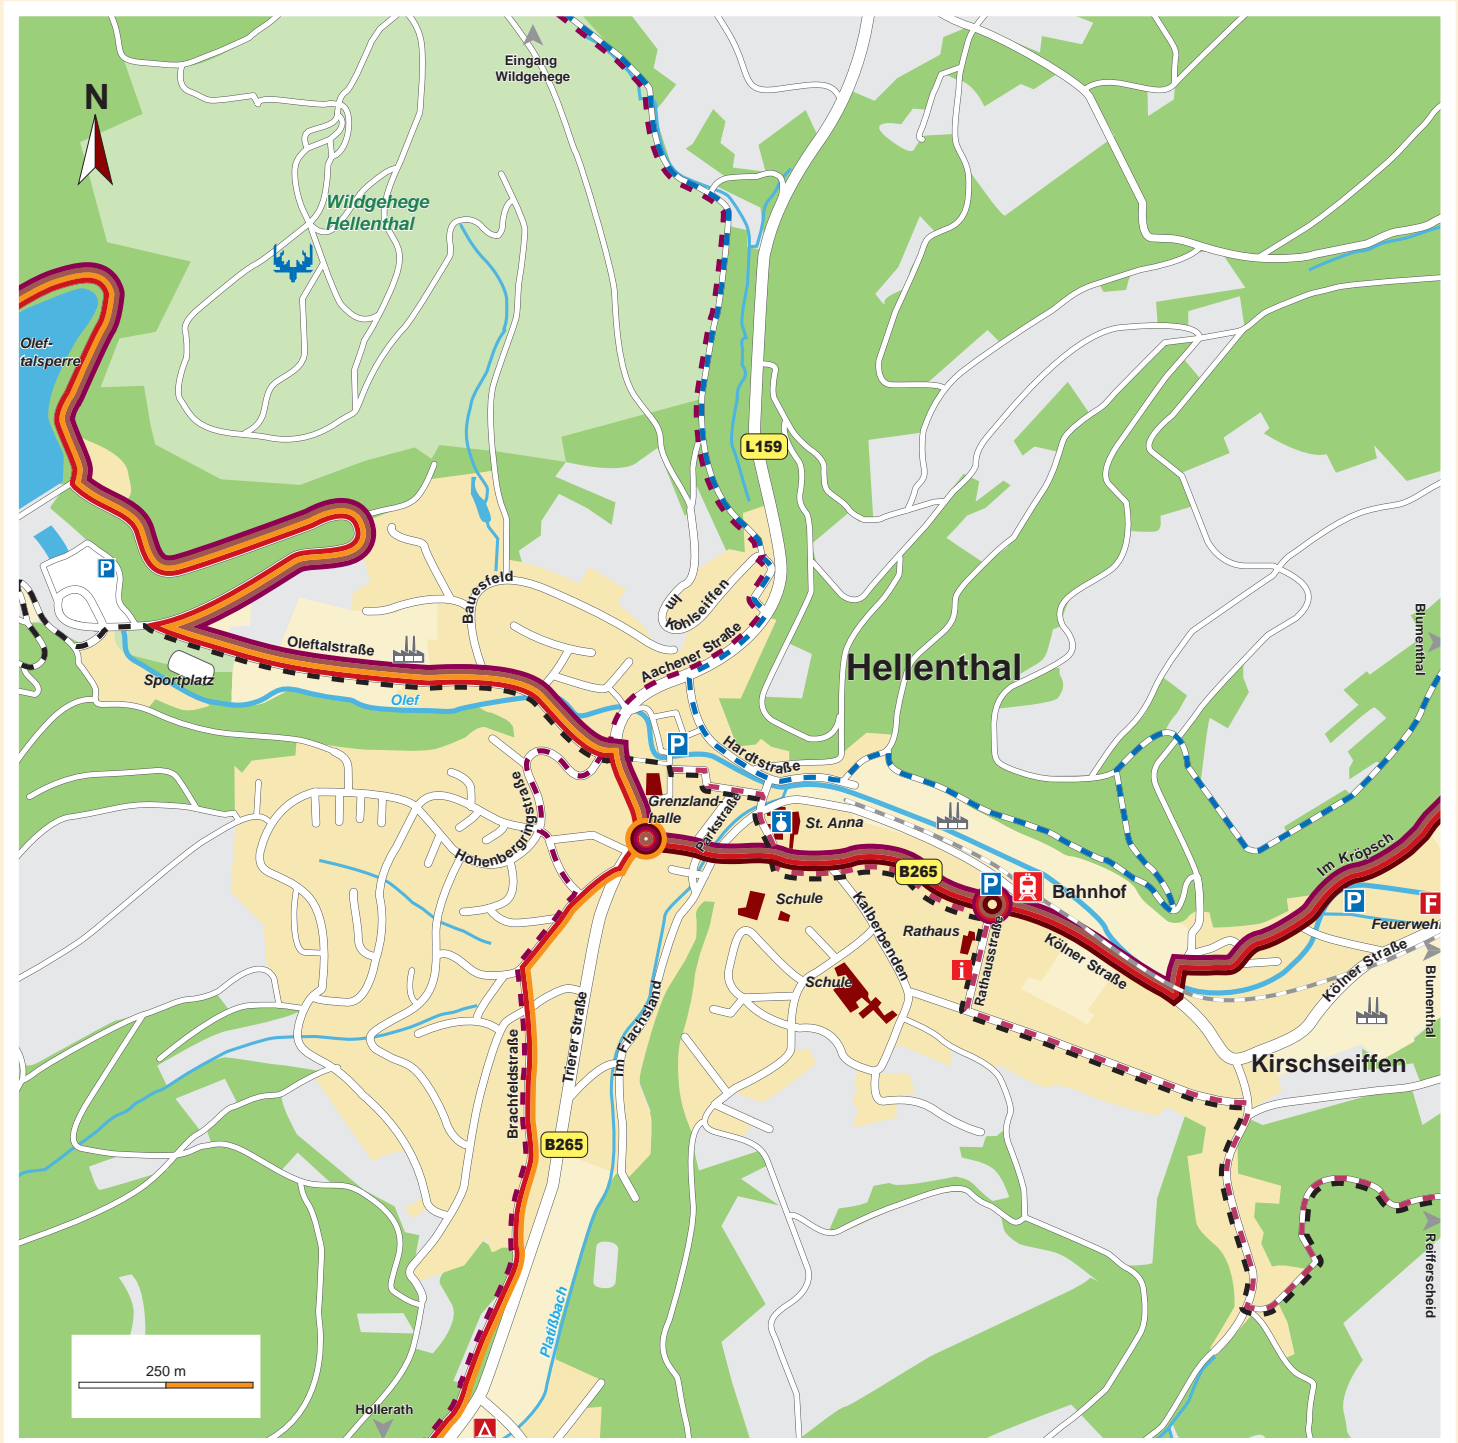 Eingang
Wildgehege
N
Wildgehege
Hellenthal
Olef-
talsperre
L159
P
Bauesfeld
Im
Kohlseiffen
Aachener Straße
Oleftalstraße
Sportplatz
Olef
Hellenthal
Blumenthal
P
Hardtstraße
Hohenbergringstraße
Grenzland-
halle
Parkstraße
St. Anna
B265
P
Bahnhof
Im Kröpsch
P
F
Feuerwehr
Schule
Kalberbenden
Rathaus
Rathausstraße
i
Kölner Straße
Kölner Straße
Schule
Blumenthal
Kirschseiffen
Trierer Straße
Im Flachsland
Brachfeldstraße
B265
Platißbach
Reifferscheid
250 m
Hollerath